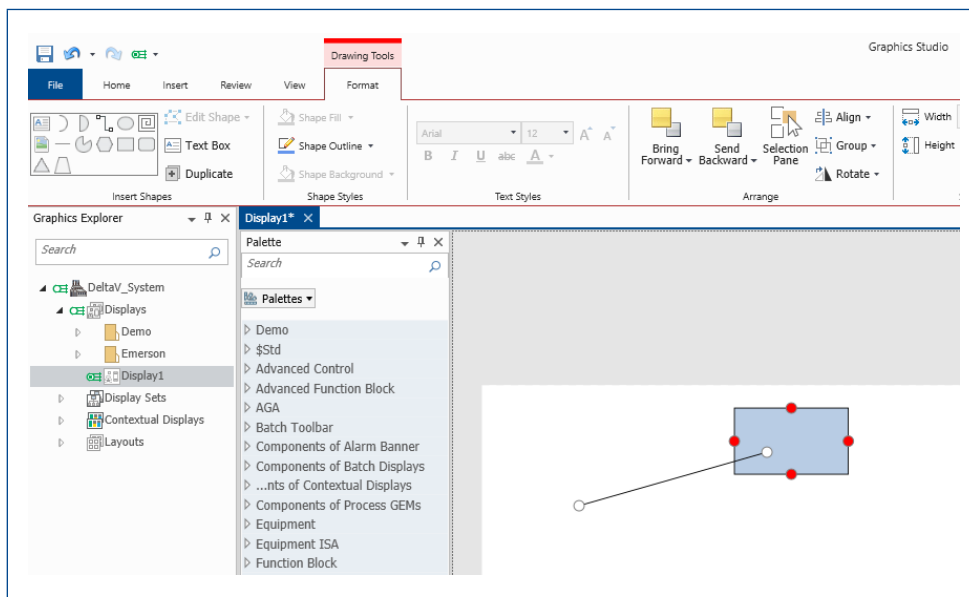 Drawing Tools
Graphics Studio
File Home Insert Review View Format
Edit Shape
Text Box
Duplicate
Insert Shapes
Shape Fill
Shape Outline
Shape Background
Shape Styles
Arial 12 A A
B I U abc A
Text Styles
Bring Forward
Send Backward
Selection Pane
Align
Group
Rotate
Arrange
Width
Height
Graphics Explorer
Search
DeltaV_System
Displays
Demo
Emerson
Display1
Display Sets
Contextual Displays
Layouts
Display1*
Palette
Search
Palettes
Demo
$Std
Advanced Control
Advanced Function Block
AGA
Batch Toolbar
Components of Alarm Banner
Components of Batch Displays
...nts of Contextual Displays
Components of Process GEMs
Equipment
Equipment ISA
Function Block